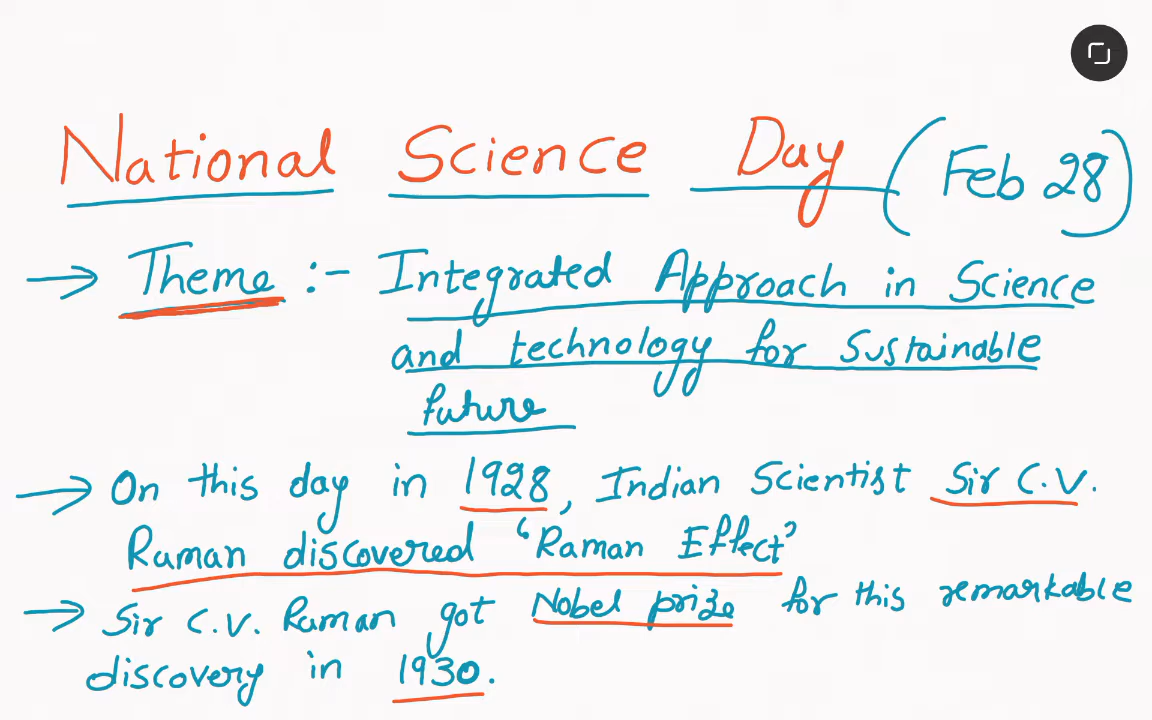 National Science Day (Feb 28)
→ Theme :- Integrated Approach in Science
and technology for Sustainable
future
→ On this day in 1928, Indian Scientist Sir C.V.
Raman discovered 'Raman Effect'
→ Sir C.V. Raman got Nobel prize for this remarkable
discovery in 1930.